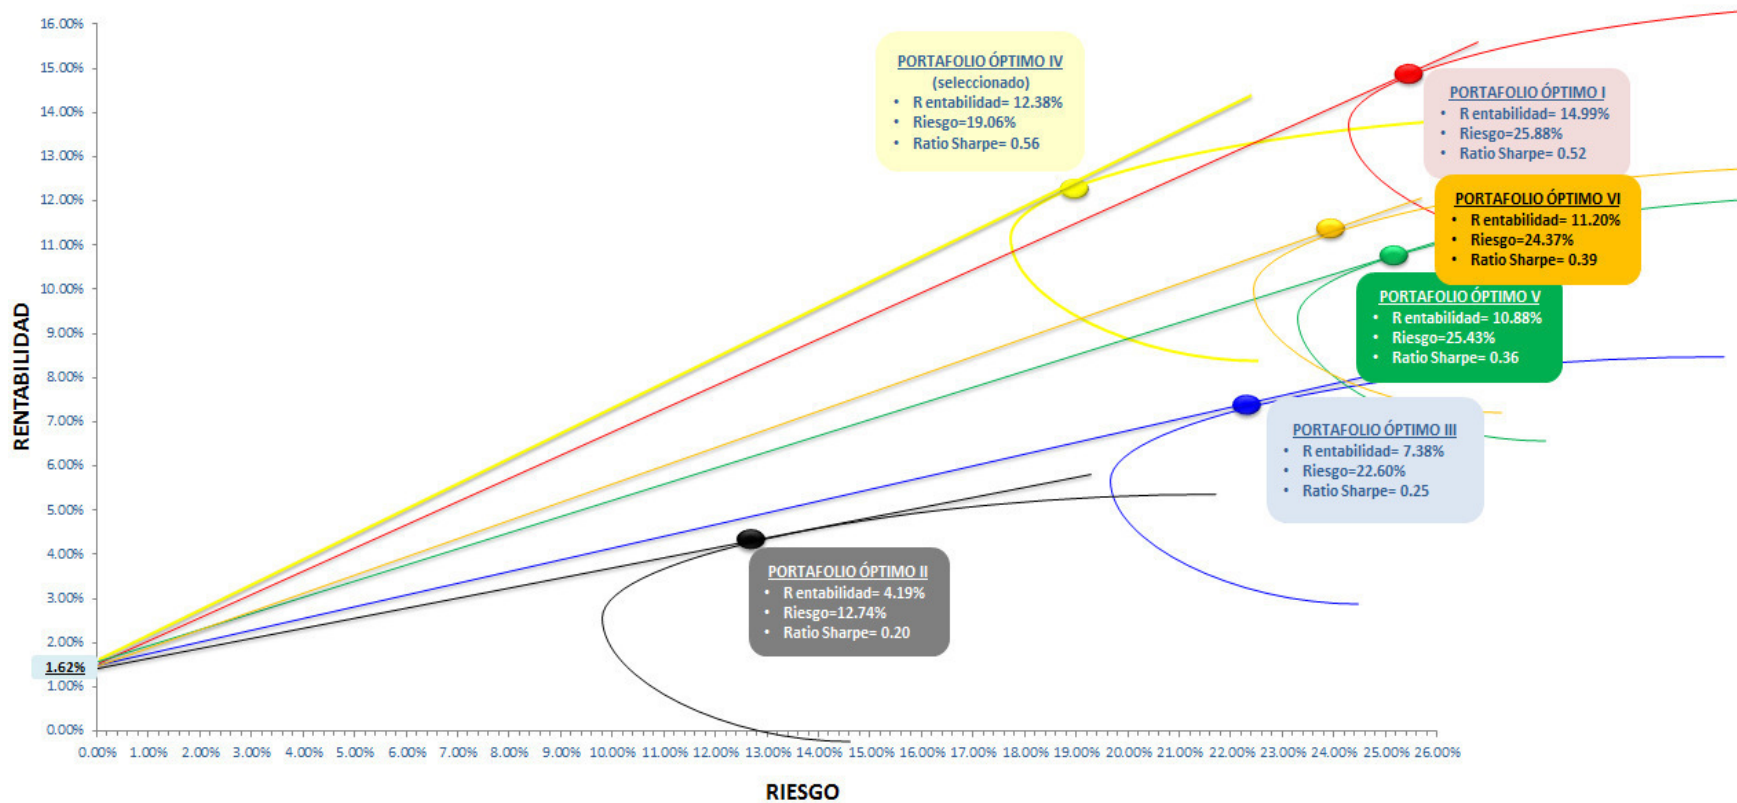 16.00%
15.00%
14.00%
13.00%
12.00%
11.00%
10.00%
9.00%
8.00%
7.00%
6.00%
5.00%
4.00%
3.00%
2.00%
1.62%
1.00%
0.00%
RENTABILIDAD
PORTAFOLIO ÓPTIMO IV
(seleccionado)
• R entabilidad= 12.38%
• Riesgo=19.06%
• Ratio Sharpe= 0.56
PORTAFOLIO ÓPTIMO I
• R entabilidad= 14.99%
• Riesgo=25.88%
• Ratio Sharpe= 0.52
PORTAFOLIO ÓPTIMO VI
• R entabilidad= 11.20%
• Riesgo=24.37%
• Ratio Sharpe= 0.39
PORTAFOLIO ÓPTIMO V
• R entabilidad= 10.88%
• Riesgo=25.43%
• Ratio Sharpe= 0.36
PORTAFOLIO ÓPTIMO III
• R entabilidad= 7.38%
• Riesgo=22.60%
• Ratio Sharpe= 0.25
PORTAFOLIO ÓPTIMO II
• R entabilidad= 4.19%
• Riesgo=12.74%
• Ratio Sharpe= 0.20
0.00% 1.00% 2.00% 3.00% 4.00% 5.00% 6.00% 7.00% 8.00% 9.00% 10.00% 11.00% 12.00% 13.00% 14.00% 15.00% 16.00% 17.00% 18.00% 19.00% 20.00% 21.00% 22.00% 23.00% 24.00% 25.00% 26.00%
RIESGO